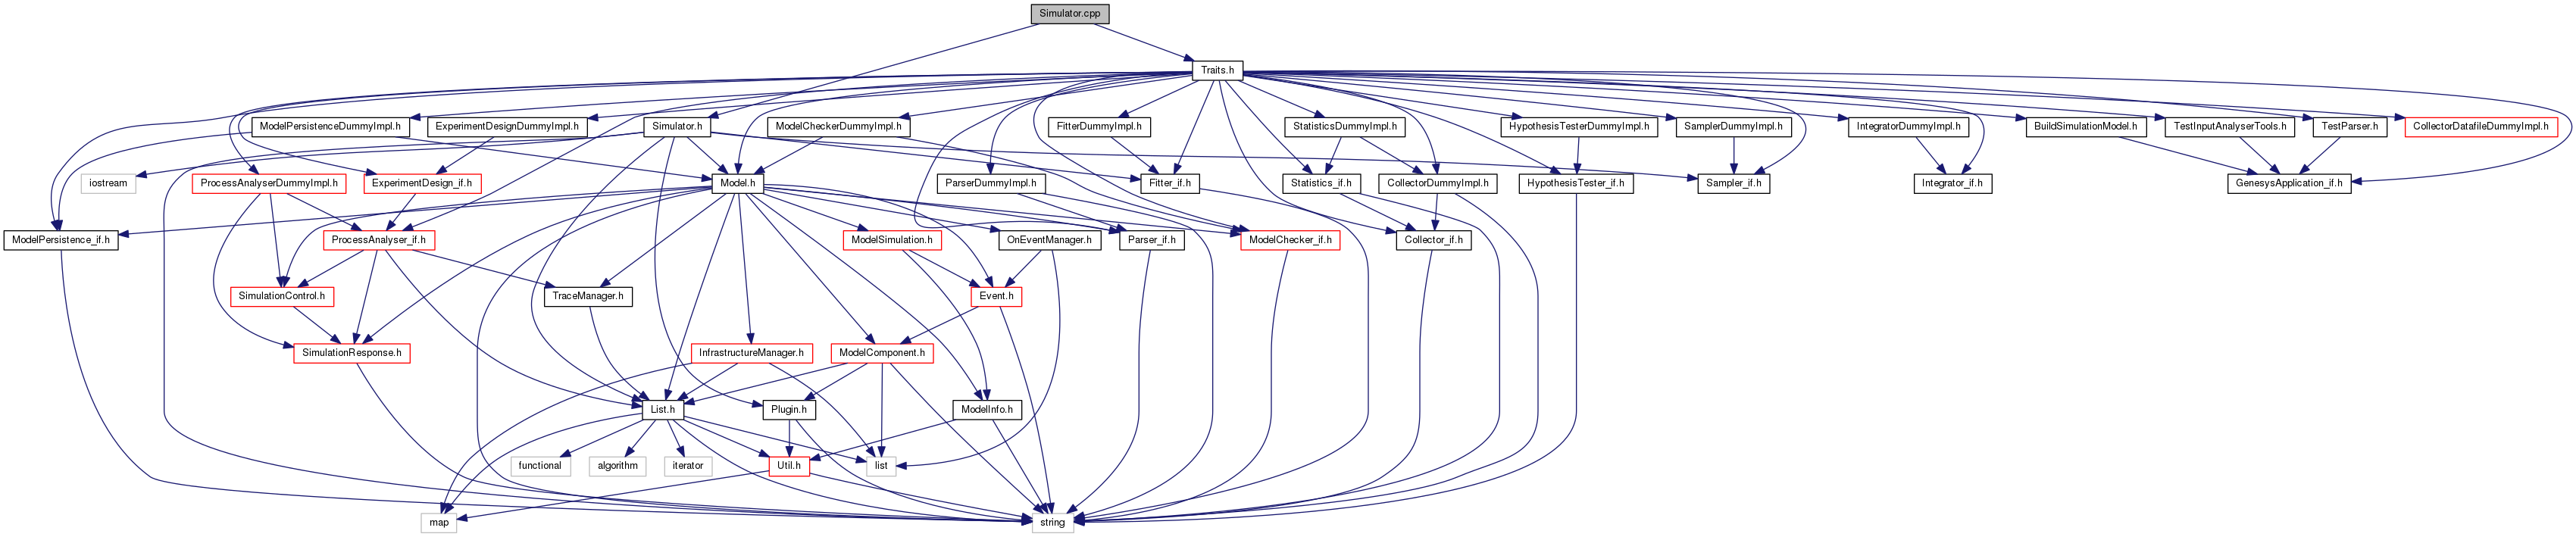 Simulator.cpp
Traits.h
ModelPersistenceDummyImpl.h
ExperimentDesignDummyImpl.h
Simulator.h
ModelCheckerDummyImpl.h
FitterDummyImpl.h
StatisticsDummyImpl.h
HypothesisTesterDummyImpl.h
SamplerDummyImpl.h
IntegratorDummyImpl.h
BuildSimulationModel.h
TestInputAnalyserTools.h
TestParser.h
CollectorDatafileDummyImpl.h
iostream
ProcessAnalyserDummyImpl.h
ExperimentDesign_if.h
Model.h
ParserDummyImpl.h
Fitter_if.h
Statistics_if.h
CollectorDummyImpl.h
HypothesisTester_if.h
Sampler_if.h
Integrator_if.h
GenesysApplication_if.h
ModelPersistence_if.h
ProcessAnalyser_if.h
ModelSimulation.h
OnEventManager.h
Parser_if.h
ModelChecker_if.h
Collector_if.h
SimulationControl.h
TraceManager.h
Event.h
SimulationResponse.h
InfrastructureManager.h
ModelComponent.h
List.h
Plugin.h
ModelInfo.h
functional
algorithm
iterator
Util.h
list
map
string